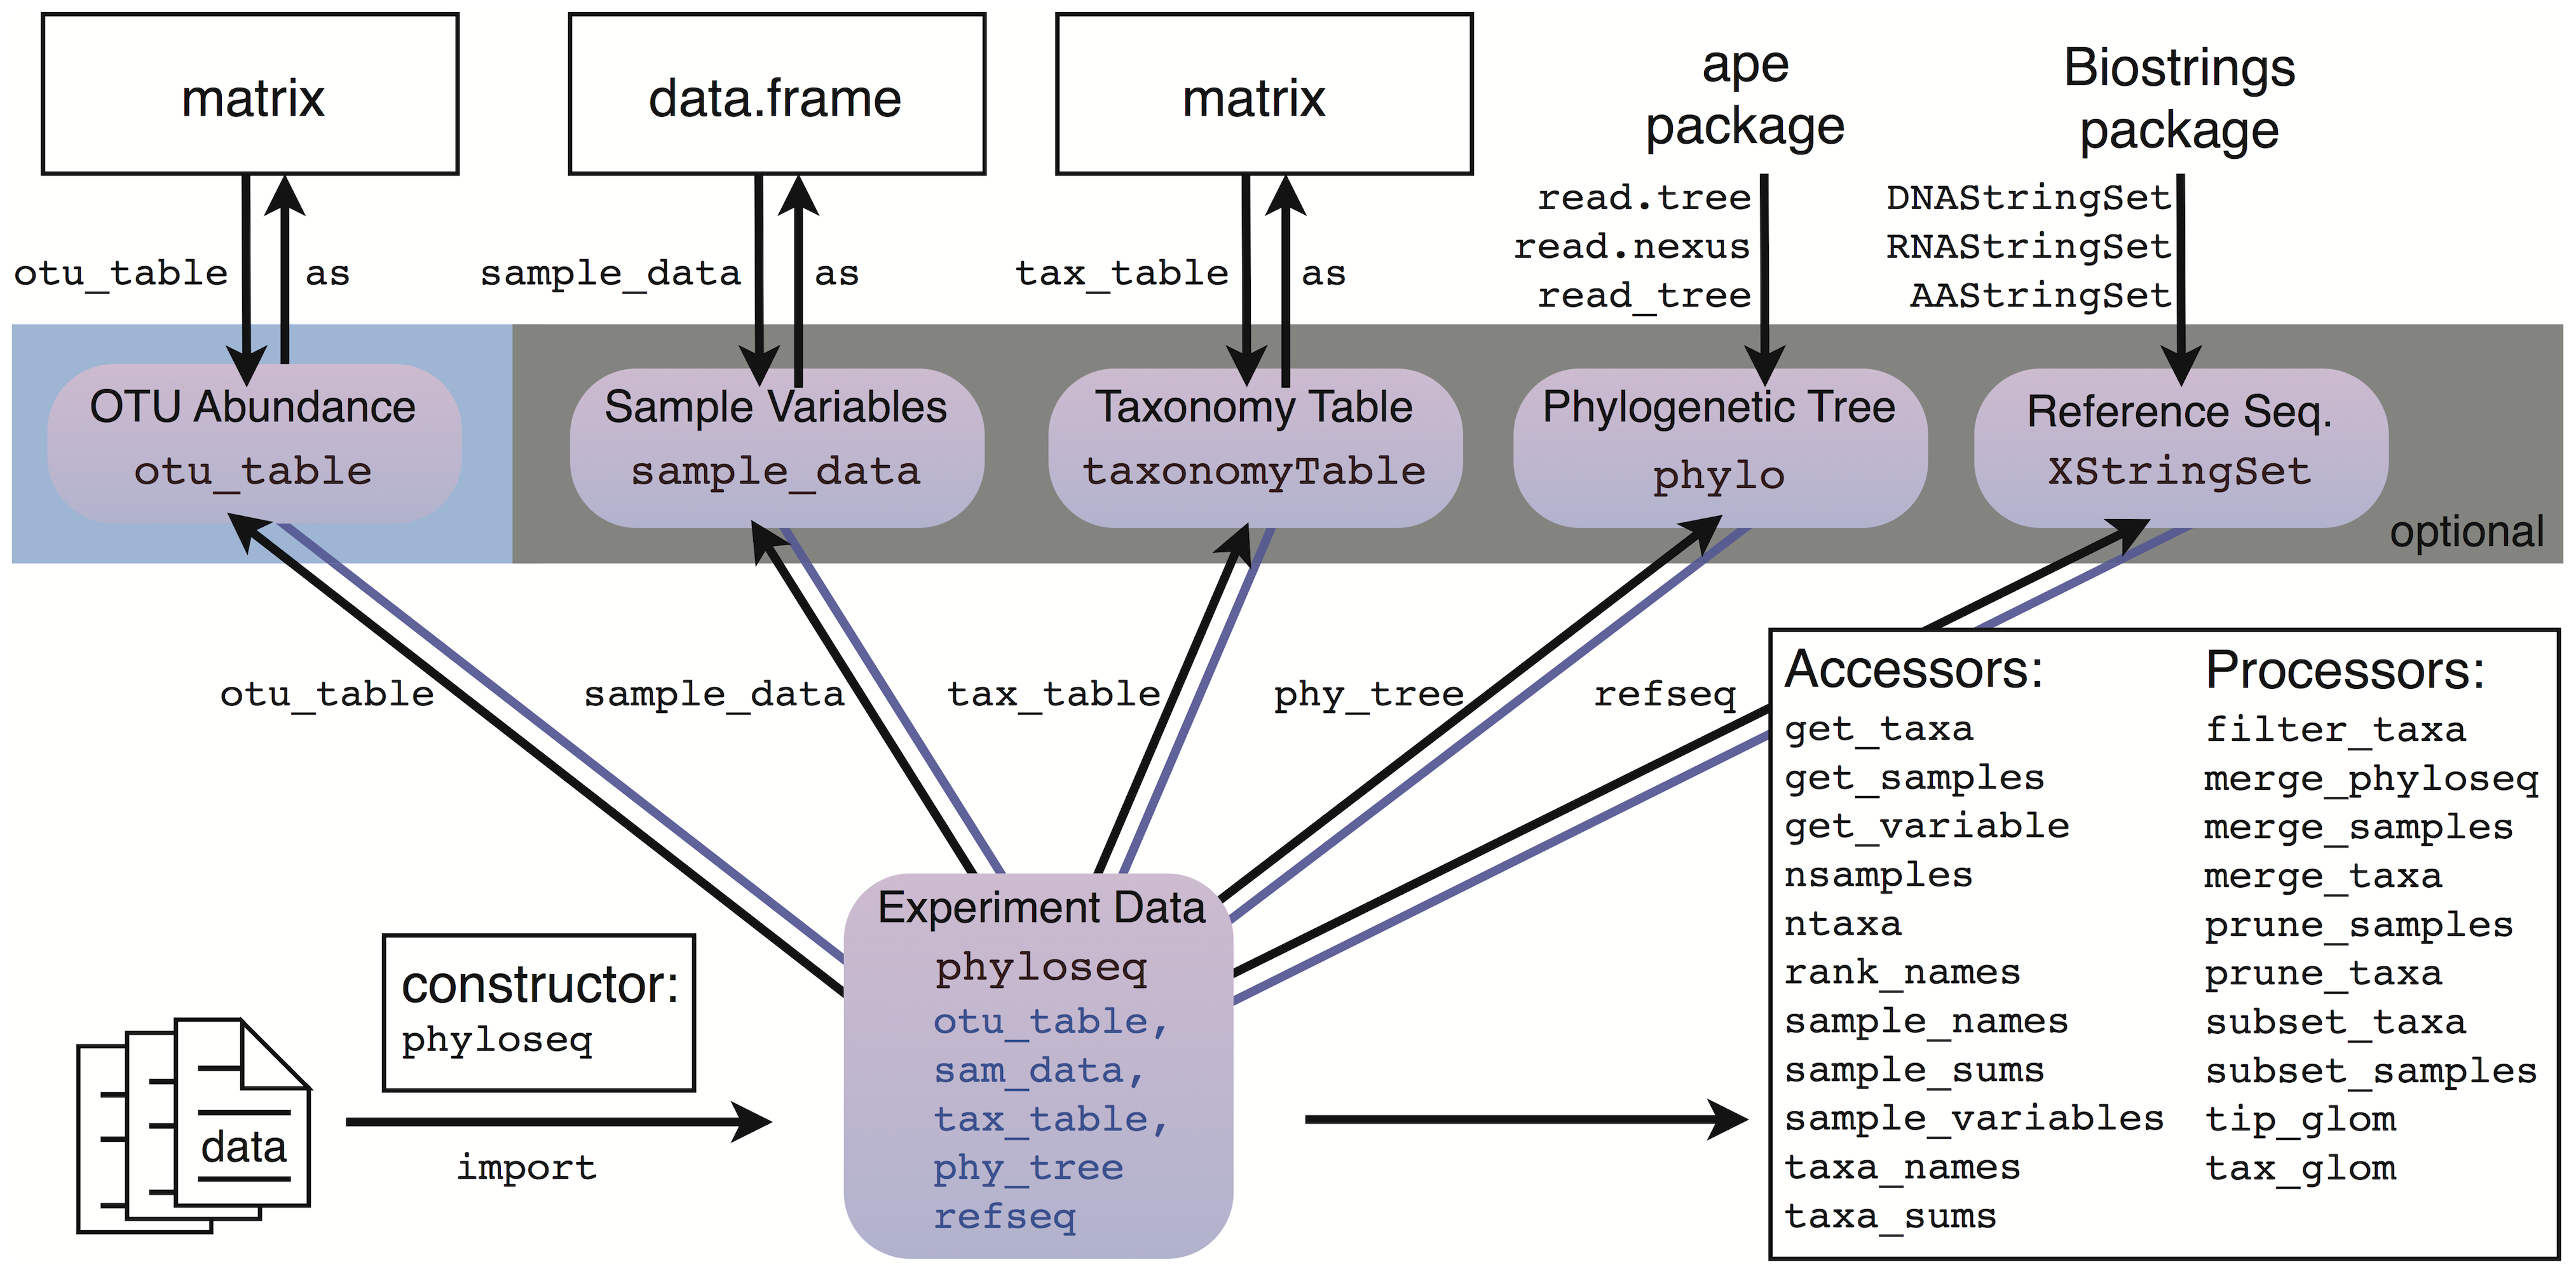 matrix
data.frame
matrix
ape
package
Biostrings
package
otu_table
as
sample_data
as
tax_table
as
read.tree
read.nexus
read_tree
DNAStringSet
RNAStringSet
AAStringSet
OTU Abundance
otu_table
Sample Variables
sample_data
Taxonomy Table
taxonomyTable
Phylogenetic Tree
phylo
Reference Seq.
XStringSet
optional
otu_table
sample_data
tax_table
phy_tree
refseq
data
constructor:
phyloseq
import
Experiment Data
phyloseq
otu_table,
sam_data,
tax_table,
phy_tree
refseq
Accessors:
get_taxa
get_samples
get_variable
nsamples
ntaxa
rank_names
sample_names
sample_sums
sample_variables
taxa_names
taxa_sums
Processors:
filter_taxa
merge_phyloseq
merge_samples
merge_taxa
prune_samples
prune_taxa
subset_taxa
subset_samples
tip_glom
tax_glom